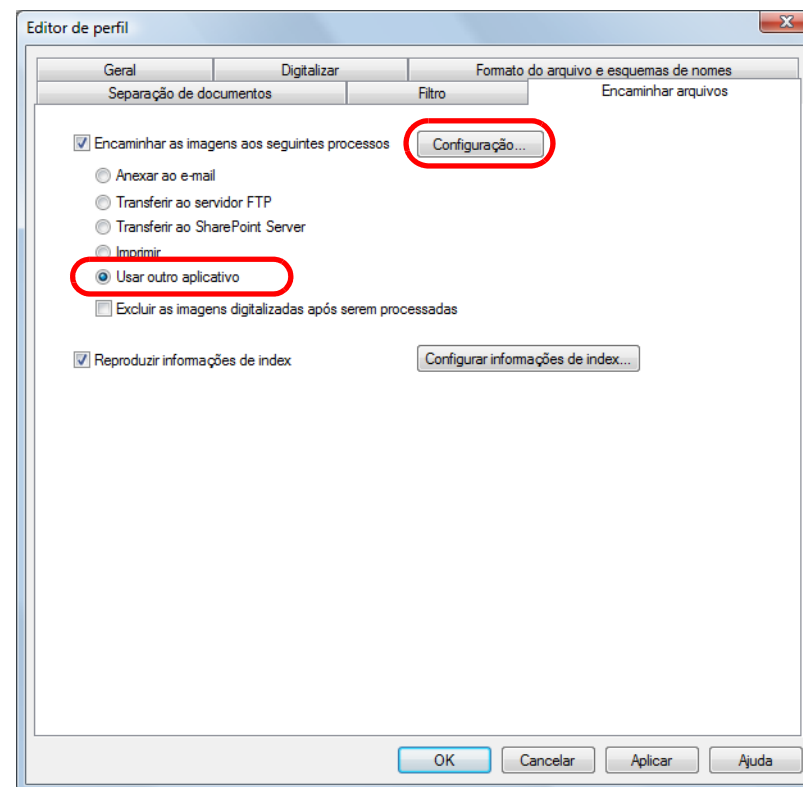 Editor de perfil
Geral Digitalizar Formato do arquivo e esquemas de nomes
Separação de documentos Filtro Encaminhar arquivos
Encaminhar as imagens aos seguintes processos Configuração...
Anexar ao e-mail
Transferir ao servidor FTP
Transferir ao SharePoint Server
Imprimir
Usar outro aplicativo
Excluir as imagens digitalizadas após serem processadas
Reproduzir informações de index Configurar informações de index...
OK Cancelar Aplicar Ajuda